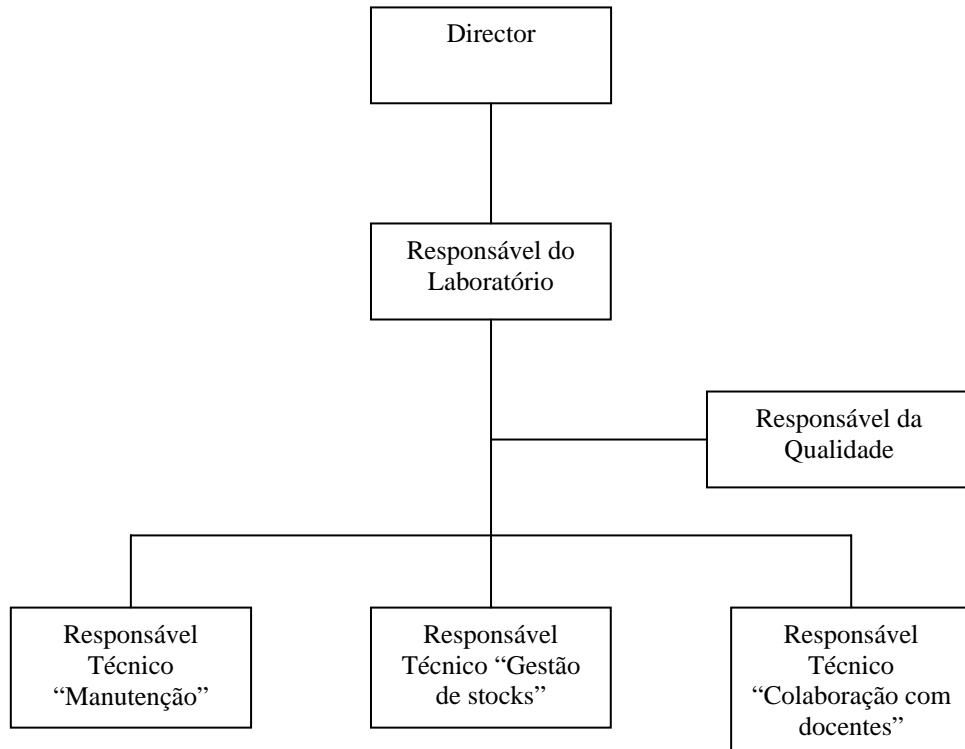 Director
Responsável do
Laboratório
Responsável da
Qualidade
Responsável
Técnico
“Manutenção”
Responsável
Técnico “Gestão
de stocks”
Responsável
Técnico
“Colaboração com
docentes”